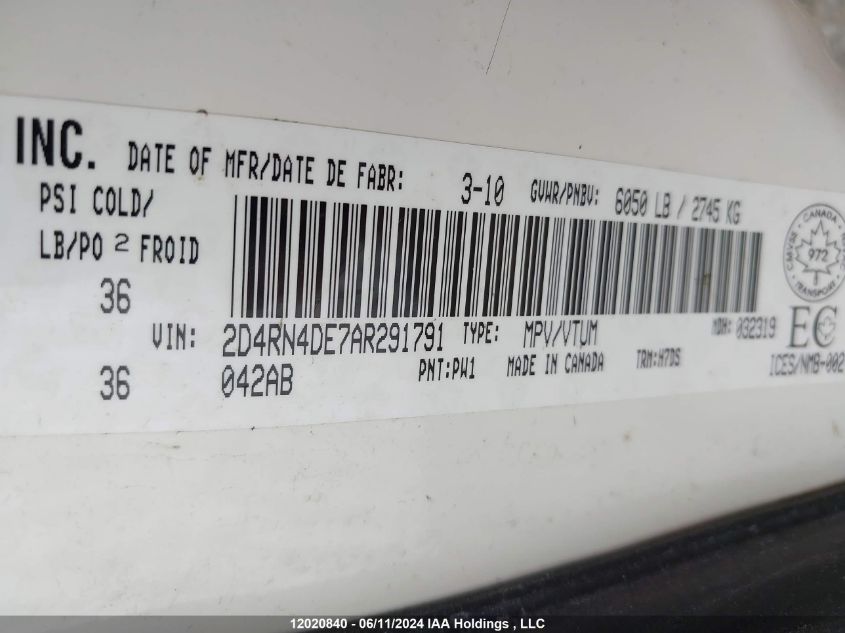 INC. DATE OF MFR/DATE DE FABR: 3-10 GVWR/PNBV: 6050 LB / 2745 KG
PSI COLD/
LB/PO 2 FROID
36
VIN: 2D4RN4DE7AR291791 TYPE: MPV/VTUM MDH: 032319
36 042AB PNT:PW1 MADE IN CANADA TRM:H7DS ICES/NMB-002
CANADA
972
TRANSPORT
EC
12020840 - 06/11/2024 IAA Holdings , LLC